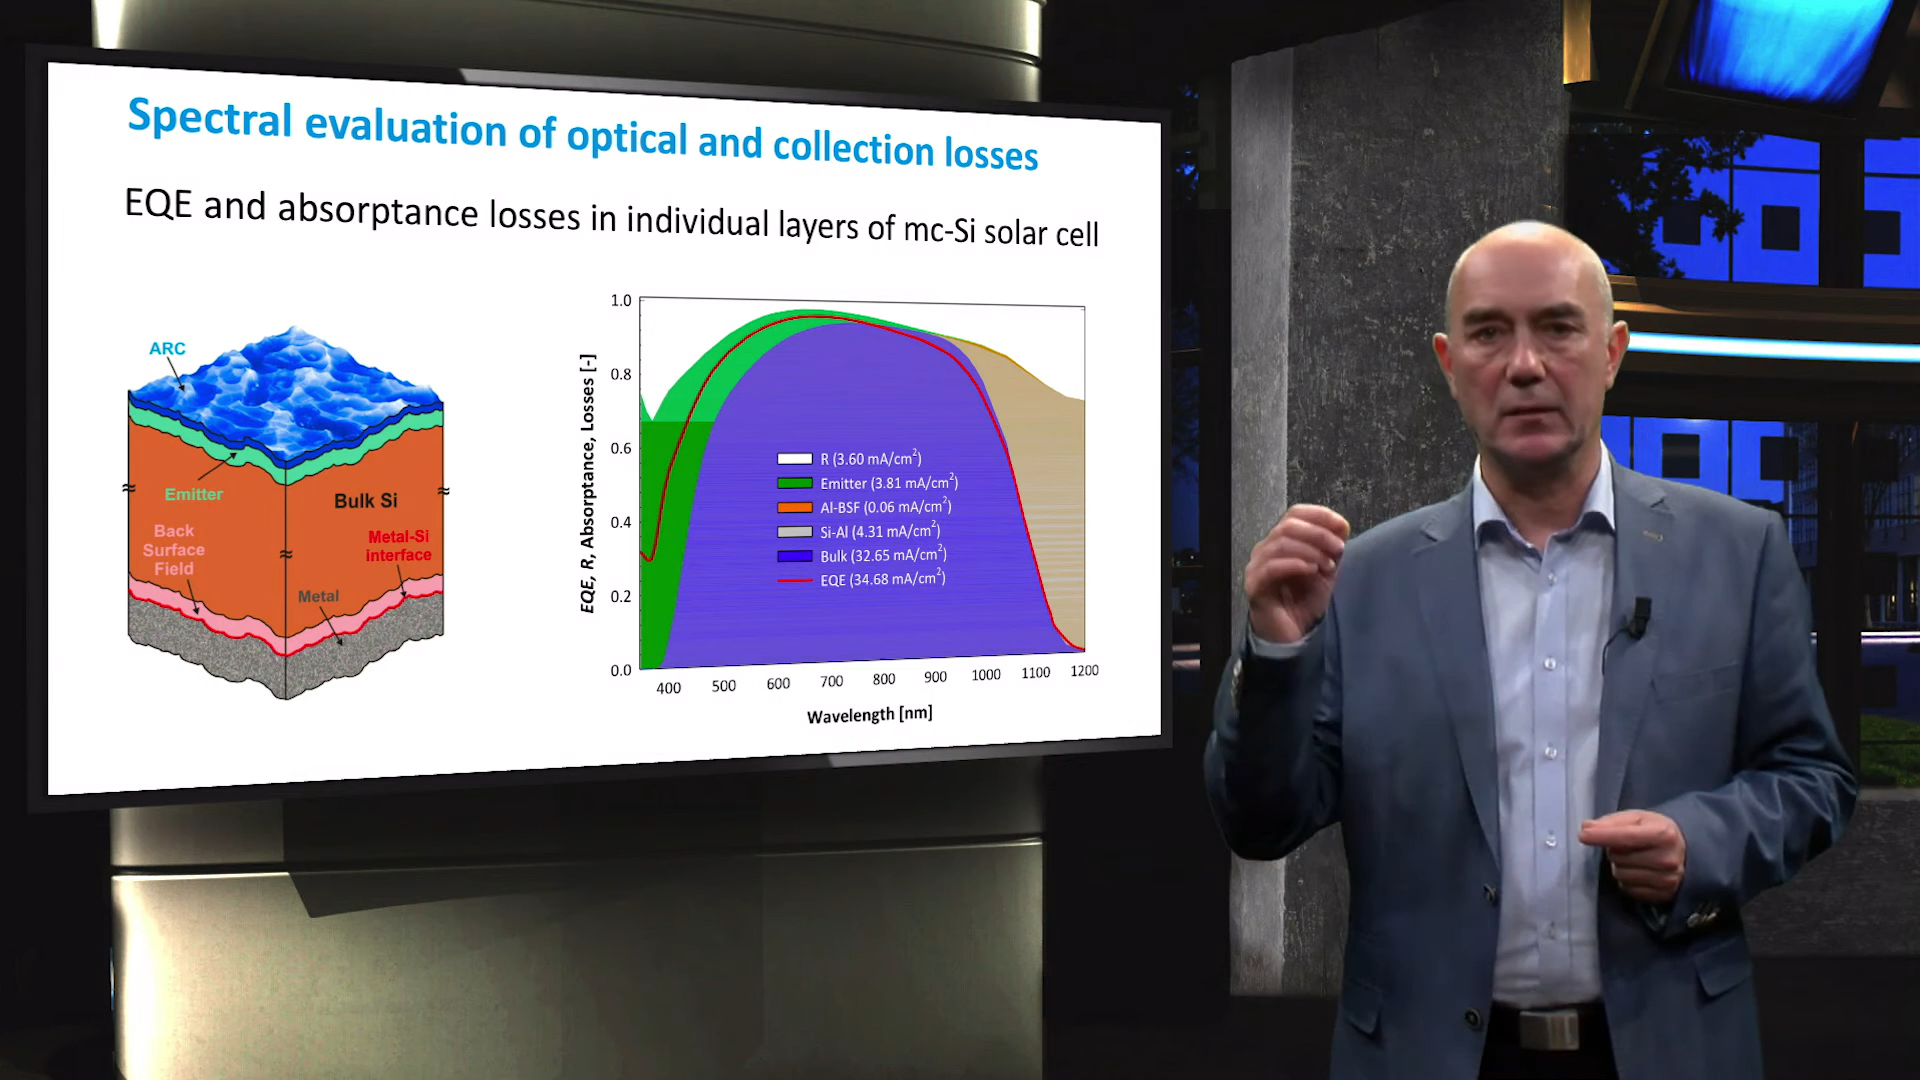 Spectral evaluation of optical and collection losses
EQE and absorptance losses in individual layers of mc-Si solar cell
ARC
Emitter
Bulk Si
Back
Surface
Field
Metal-Si
interface
Metal
EQE, R, Absorptance, Losses [-]
1.0
0.8
0.6
0.4
0.2
0.0
R (3.60 mA/cm²)
Emitter (3.81 mA/cm²)
Al-BSF (0.06 mA/cm²)
Si-Al (4.31 mA/cm²)
Bulk (32.65 mA/cm²)
EQE (34.68 mA/cm²)
400 500 600 700 800 900 1000 1100 1200
Wavelength [nm]